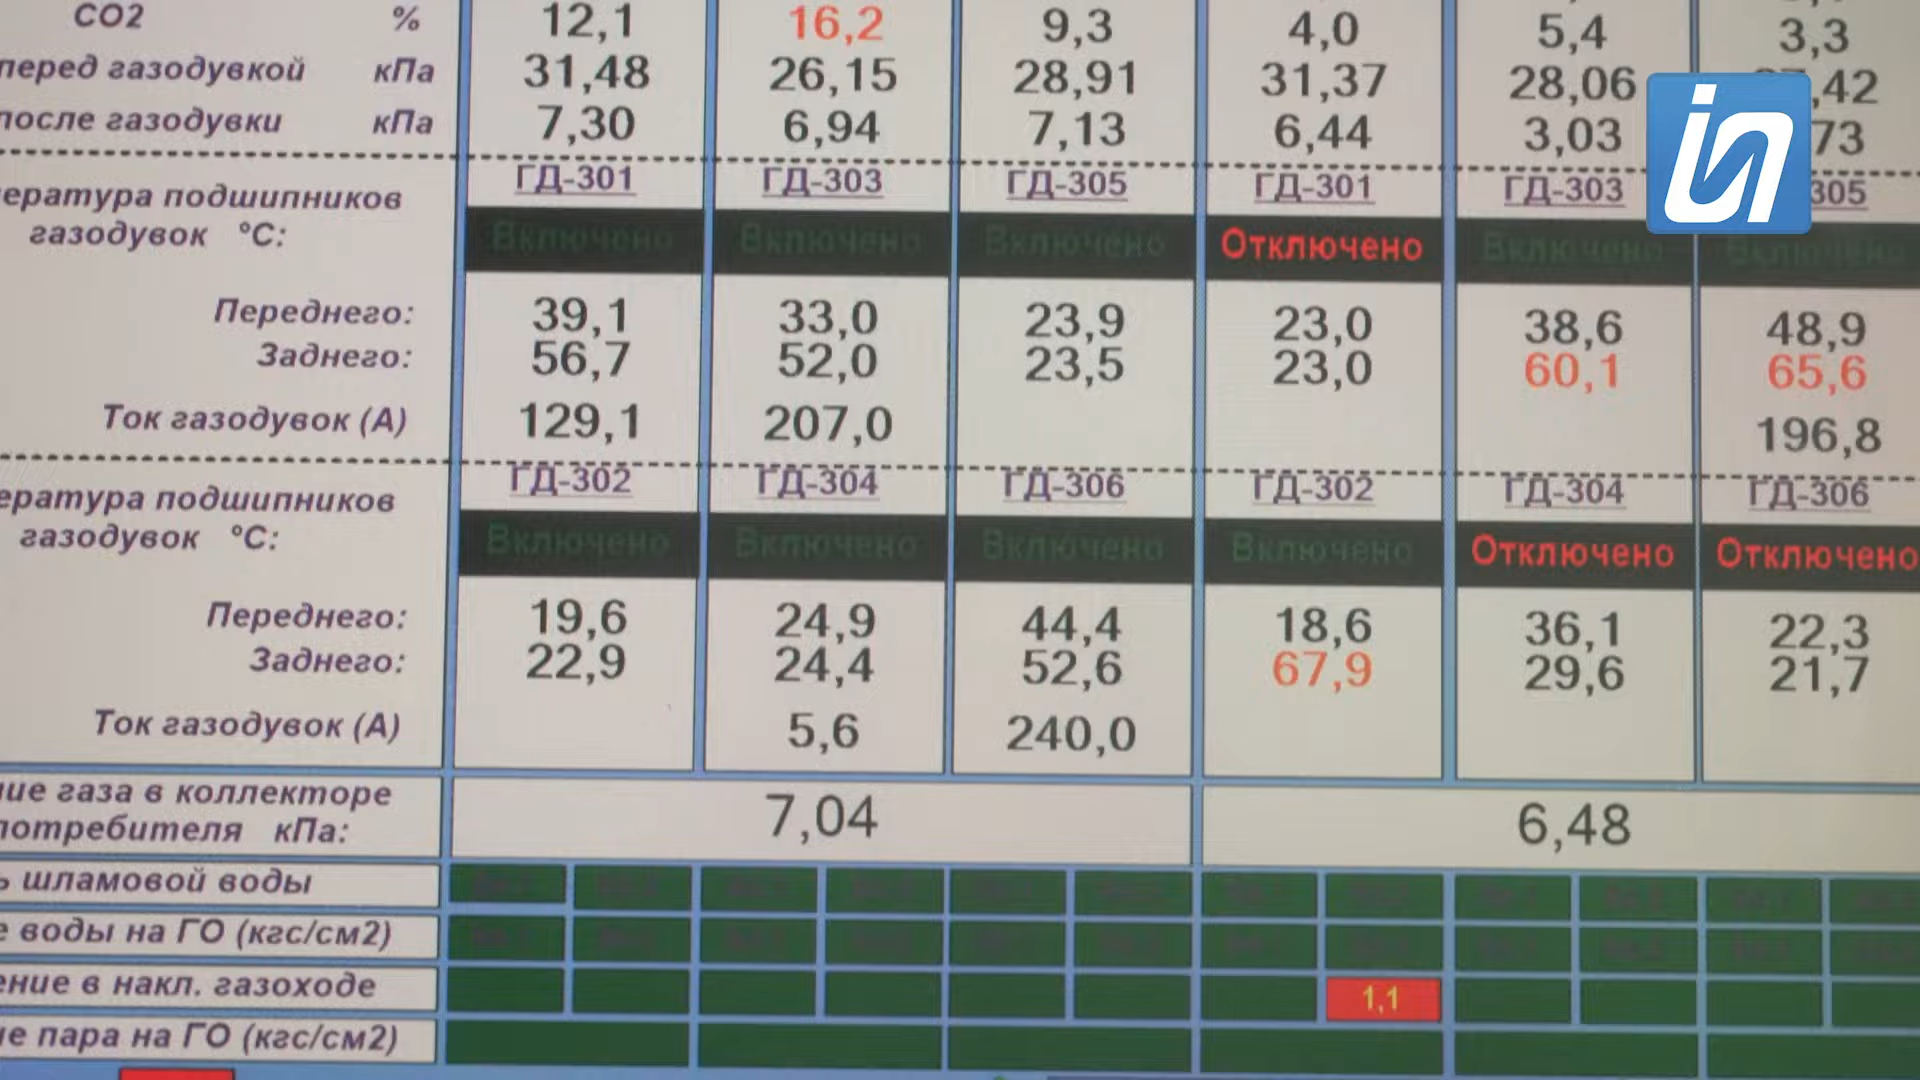 CO2 % 12,1 16,2 9,3 4,0 5,4 3,3
перед газодувкой кПа 31,48 26,15 28,91 31,37 28,06 ,42
после газодувки кПа 7,30 6,94 7,13 6,44 3,03 73
ература подшипников ГД-301 ГД-303 ГД-305 ГД-301 ГД-303 305
газодувок °C: Включено Включено Включено Отключено Включено Включено
Переднего: 39,1 33,0 23,9 23,0 38,6 48,9
Заднего: 56,7 52,0 23,5 23,0 60,1 65,6
Ток газодувок (А) 129,1 207,0 196,8
ература подшипников ГД-302 ГД-304 ГД-306 ГД-302 ГД-304 ГД-306
газодувок °C: Включено Включено Включено Включено Отключено Отключено
Переднего: 19,6 24,9 44,4 18,6 36,1 22,3
Заднего: 22,9 24,4 52,6 67,9 29,6 21,7
Ток газодувок (А) 5,6 240,0
ние газа в коллекторе
потребителя кПа: 7,04 6,48
ь шламовой воды
е воды на ГО (кгс/см2)
ение в накл. газоходе 1,1
ие пара на ГО (кгс/см2)